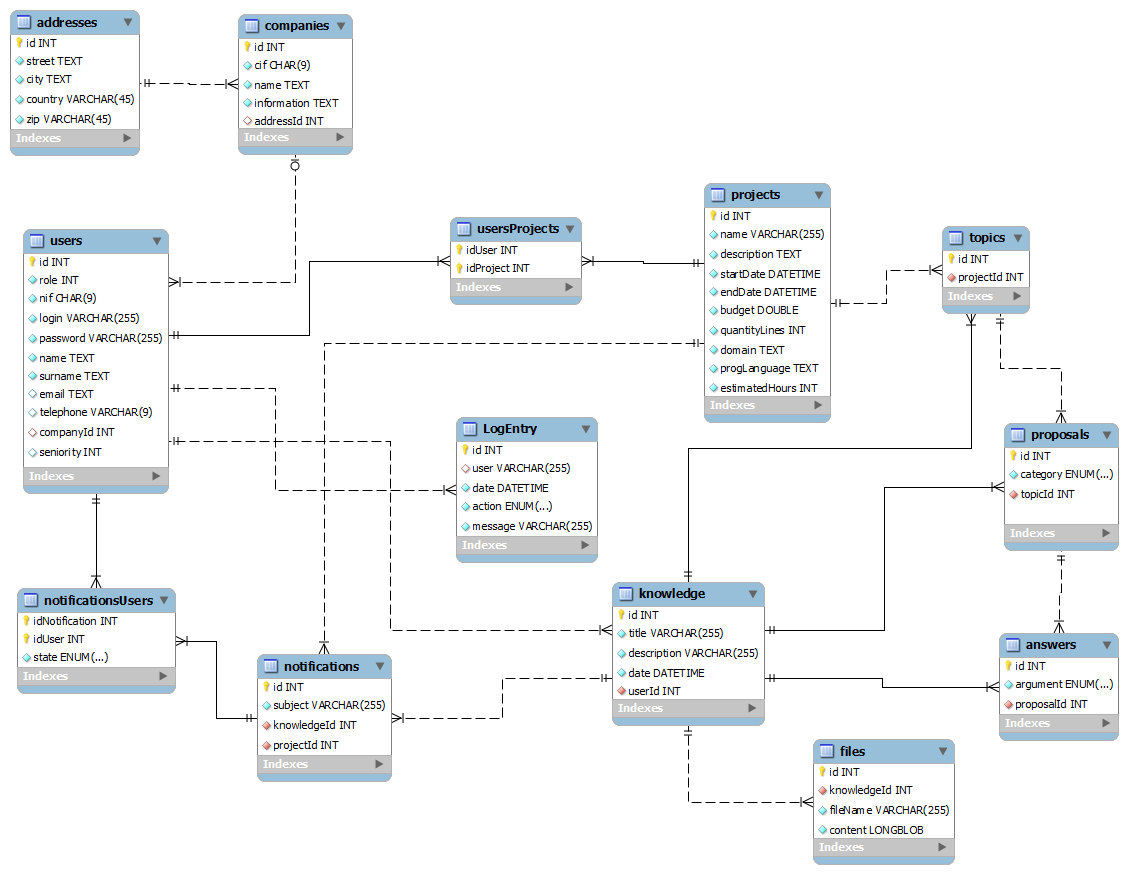 addresses
id INT
street TEXT
city TEXT
country VARCHAR(45)
zip VARCHAR(45)
Indexes
companies
id INT
cif CHAR(9)
name TEXT
information TEXT
addressId INT
Indexes
users
id INT
role INT
nif CHAR(9)
login VARCHAR(255)
password VARCHAR(255)
name TEXT
surname TEXT
email TEXT
telephone VARCHAR(9)
companyId INT
seniority INT
Indexes
usersProjects
idUser INT
idProject INT
Indexes
projects
id INT
name VARCHAR(255)
description TEXT
startDate DATETIME
endDate DATETIME
budget DOUBLE
quantityLines INT
domain TEXT
progLanguage TEXT
estimatedHours INT
Indexes
topics
id INT
projectId INT
Indexes
LogEntry
id INT
user VARCHAR(255)
date DATETIME
action ENUM(...)
message VARCHAR(255)
Indexes
proposals
id INT
category ENUM(...)
topicId INT
Indexes
notificationsUsers
idNotification INT
idUser INT
state ENUM(...)
Indexes
notifications
id INT
subject VARCHAR(255)
knowledgeId INT
projectId INT
Indexes
knowledge
id INT
title VARCHAR(255)
description VARCHAR(255)
date DATETIME
userId INT
Indexes
answers
id INT
argument ENUM(...)
proposalId INT
Indexes
files
id INT
knowledgeId INT
fileName VARCHAR(255)
content LONGBLOB
Indexes